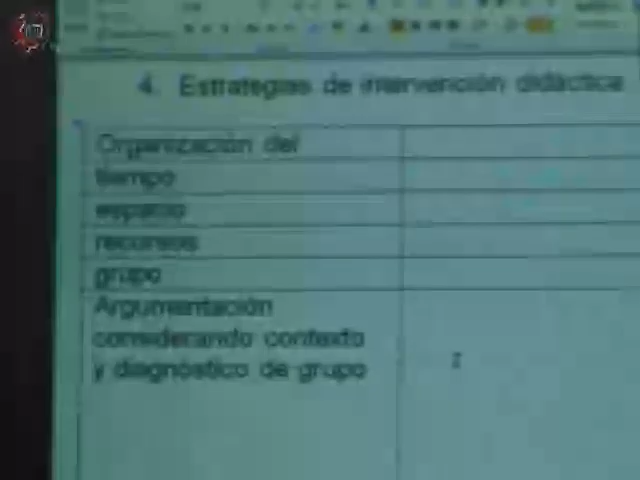 4. Estrategias de intervención didáctica
Organización del
tiempo
espacio
recursos
grupo
Argumentación
considerando contexto
y diagnóstico de grupo